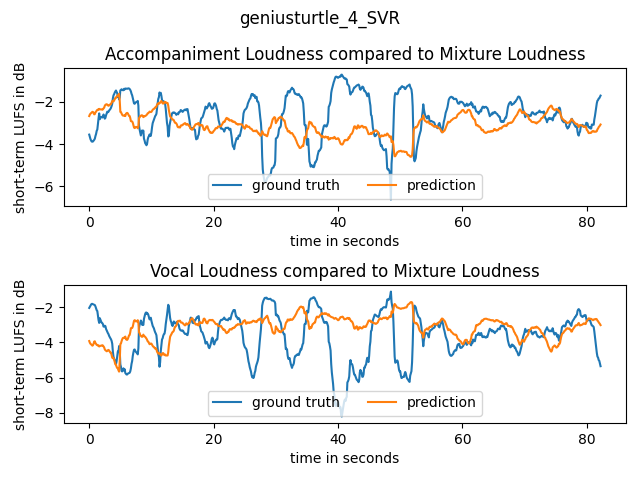 geniusturtle_4_SVR
Accompaniment Loudness compared to Mixture Loudness
short-term LUFS in dB
−2
−4
−6
ground truth
prediction
0
20
40
60
80
time in seconds
Vocal Loudness compared to Mixture Loudness
short-term LUFS in dB
−2
−4
−6
−8
ground truth
prediction
0
20
40
60
80
time in seconds